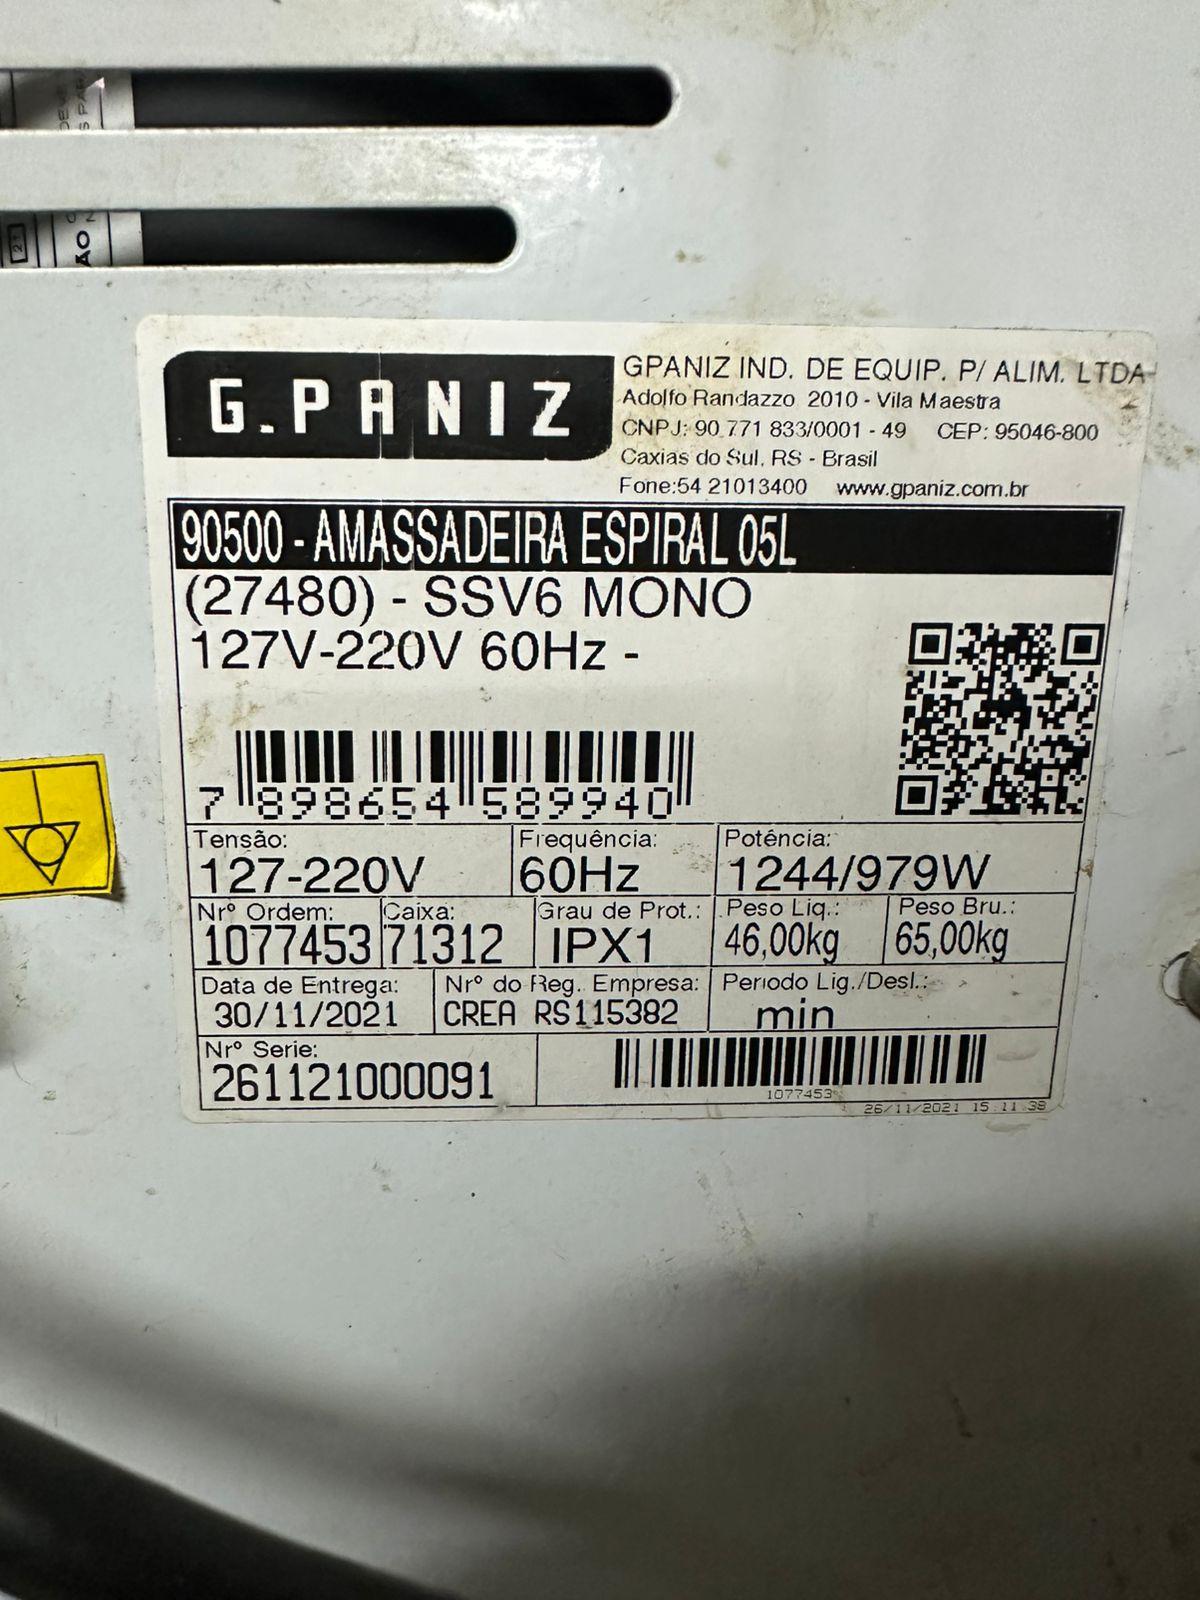 G.PANIZ
GPANIZ IND. DE EQUIP. P/ ALIM. LTDA
Adolfo Randazzo 2010 - Vila Maestra
CNPJ: 90.771 833/0001 - 49 CEP: 95046-800
Caxias do Sul, RS - Brasil
Fone:54 21013400 www.gpaniz.com.br
90500 - AMASSADEIRA ESPIRAL 05L
(27480) - SSV6 MONO
127V-220V 60Hz -
7 898654 589940
Tensão: Frequência: Potência:
127-220V 60Hz 1244/979W
Nrº Ordem: Caixa: Grau de Prot.: Peso Liq.: Peso Bru.:
1077453 71312 IPX1 46,00kg 65,00kg
Data de Entrega: Nrº do Reg. Empresa: Periodo Lig./Desl.:
30/11/2021 CREA RS115382 min
Nrº Serie:
261121000091
1077453
26/11/2021 15:11:38